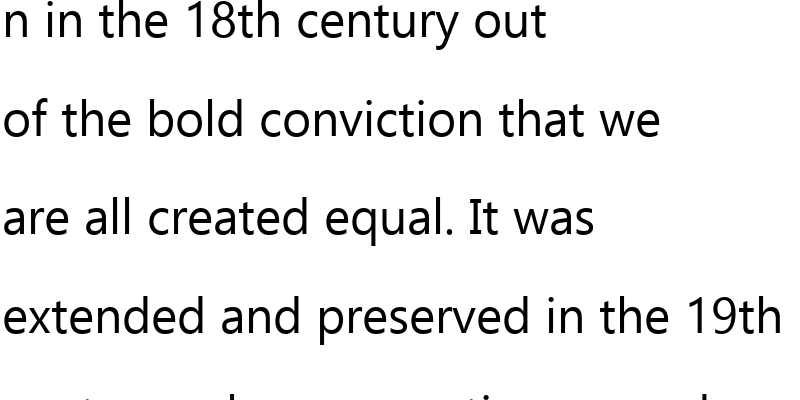 n in the 18th century out
of the bold conviction that we
are all created equal. It was
extended and preserved in the 19th